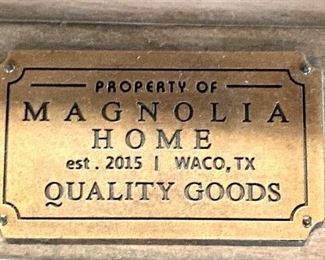 PROPERTY OF
MAGNOLIA
HOME
est. 2015 | WACO, TX
QUALITY GOODS